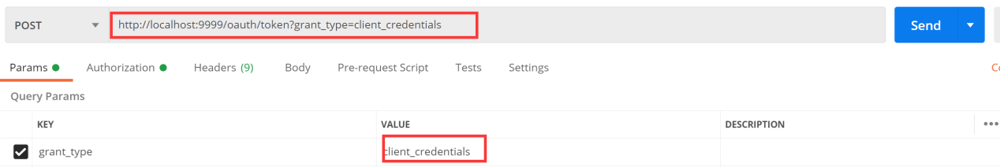 POST http://localhost:9999/oauth/token?grant_type=client_credentials Send
Params Authorization Headers (9) Body Pre-request Script Tests Settings
Query Params
KEY VALUE DESCRIPTION
grant_type client_credentials